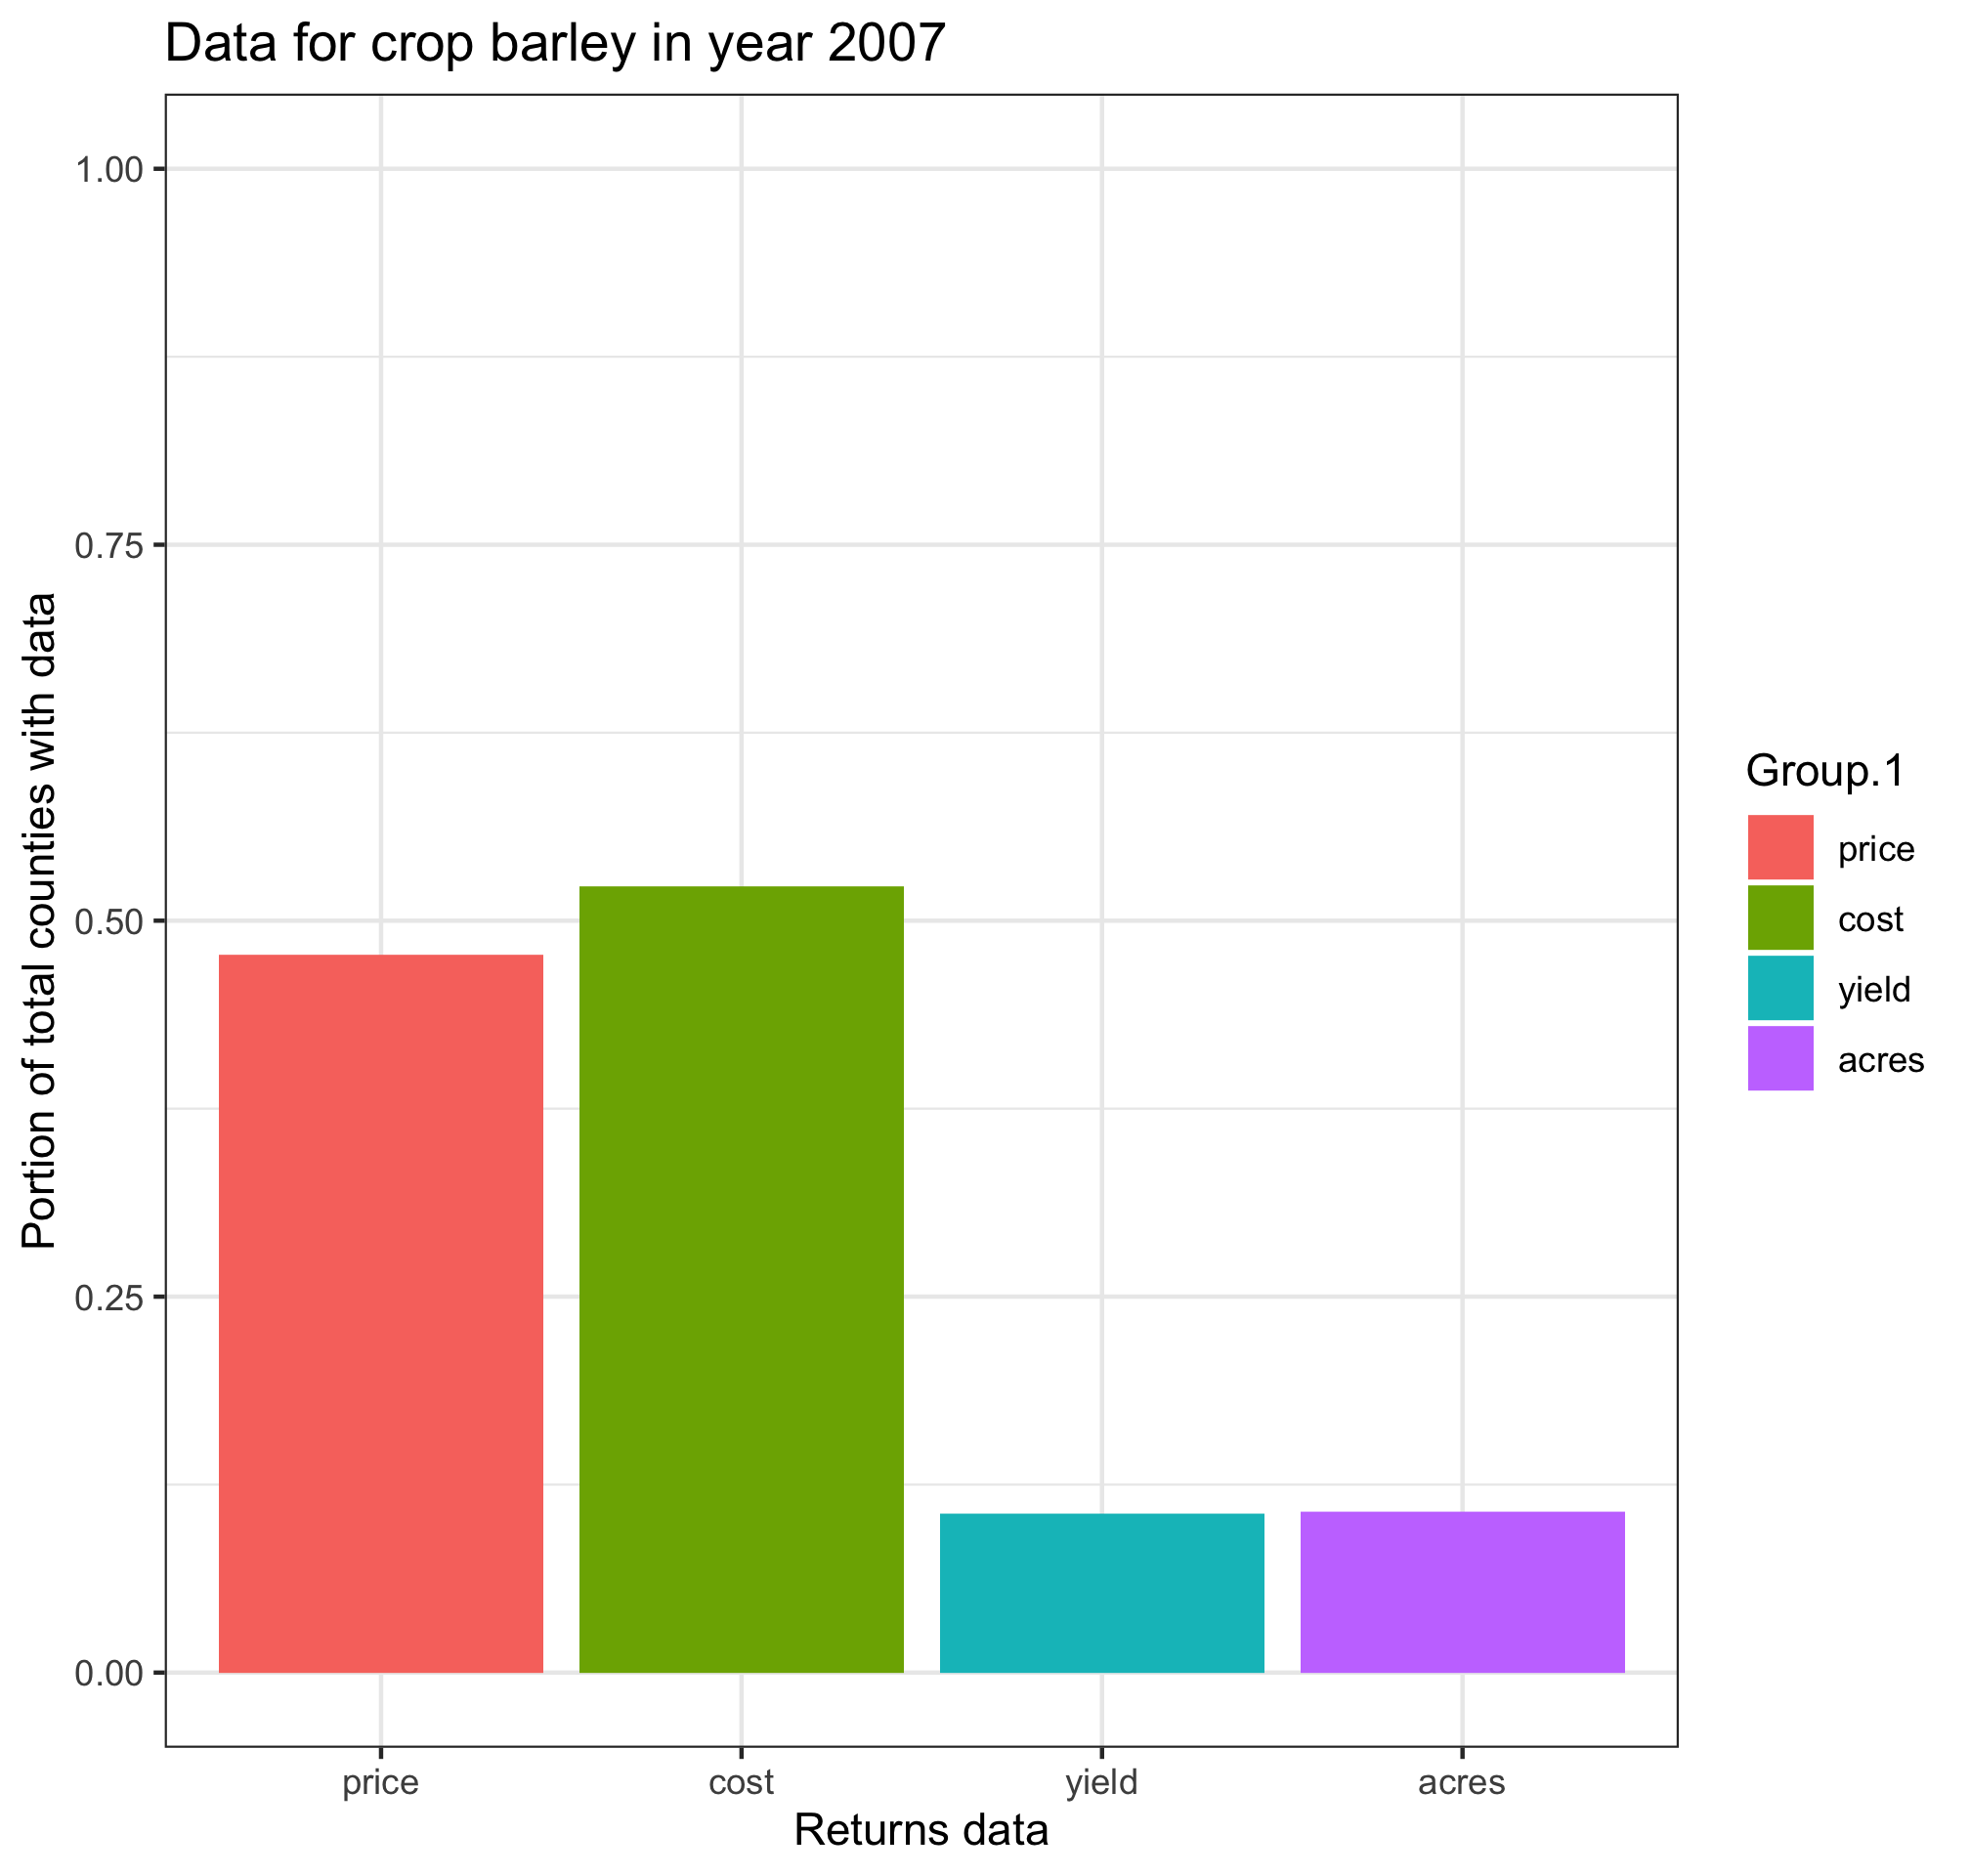 Data for crop barley in year 2007
Portion of total counties with data
1.00
0.75
0.50
0.25
0.00
price
cost
yield
acres
Returns data
Group.1
price
cost
yield
acres